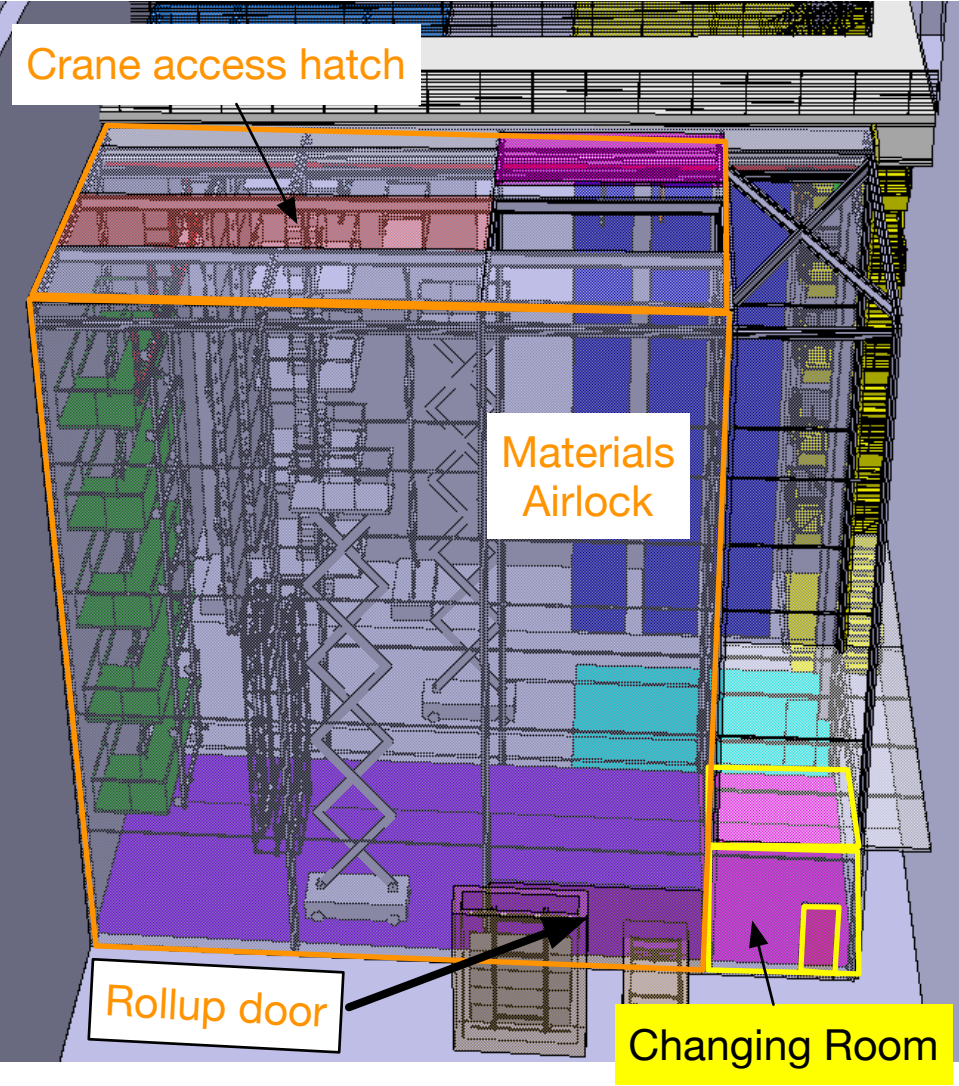 Crane access hatch
Materials
Airlock
Rollup door
Changing Room